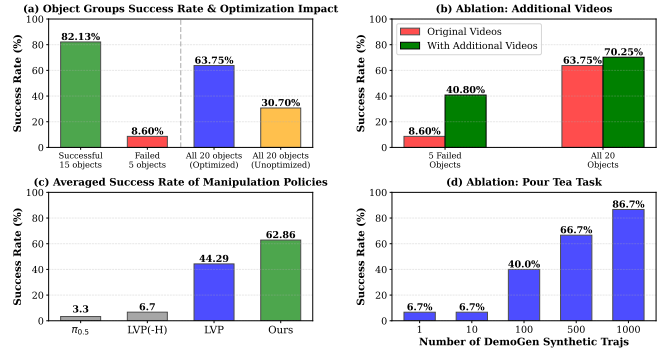 (a) Object Groups Success Rate & Optimization Impact
Success Rate (%)
100
80
60
40
20
0
82.13%
8.60%
63.75%
30.70%
Successful
15 objects
Failed
5 objects
All 20 objects
(Optimized)
All 20 objects
(Unoptimized)
(b) Ablation: Additional Videos
Success Rate (%)
100
80
60
40
20
0
Original Videos
With Additional Videos
8.60%
40.80%
63.75%
70.25%
5 Failed
Objects
All 20
Objects
(c) Averaged Success Rate of Manipulation Policies
Success Rate (%)
100
80
60
40
20
0
3.3
6.7
44.29
62.86
π0.5
LVP(-H)
LVP
Ours
(d) Ablation: Pour Tea Task
Success Rate (%)
100
80
60
40
20
0
6.7%
6.7%
40.0%
66.7%
86.7%
1
10
100
500
1000
Number of DemoGen Synthetic Trajs